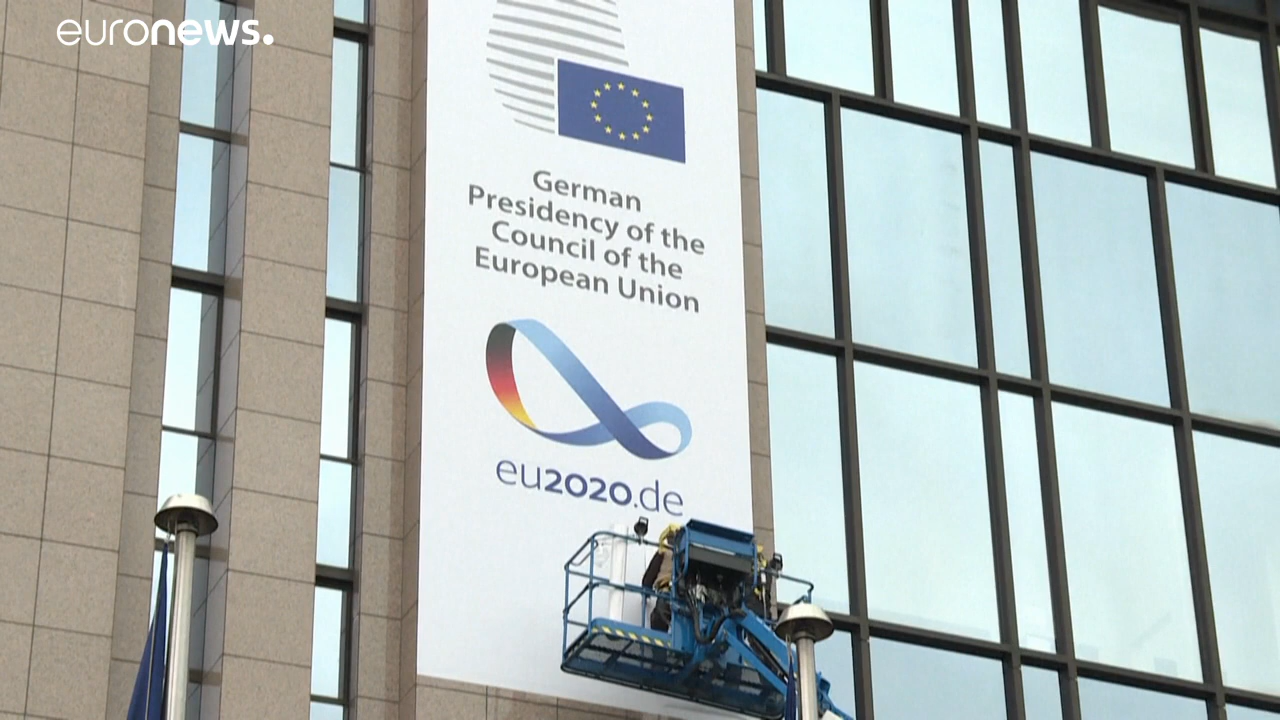 euronews.
German
Presidency of the
Council of the
European Union
eu2020.de